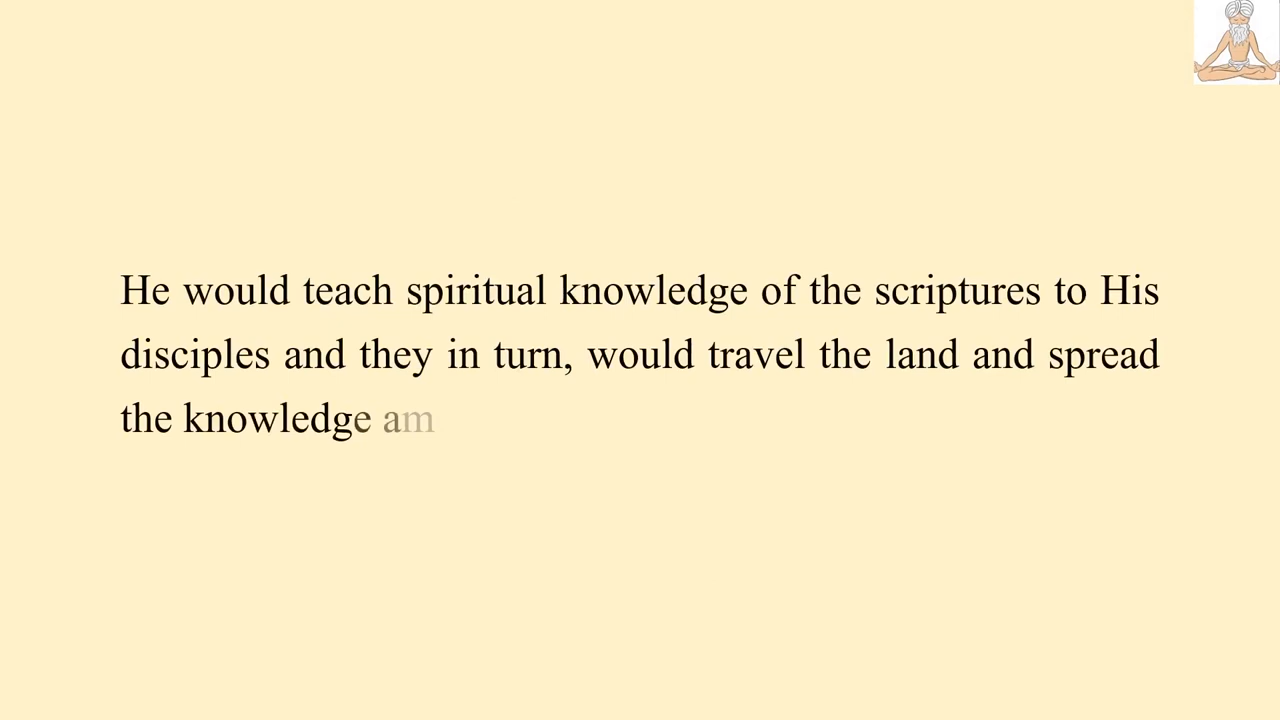 He would teach spiritual knowledge of the scriptures to His
disciples and they in turn, would travel the land and spread
the knowledge am